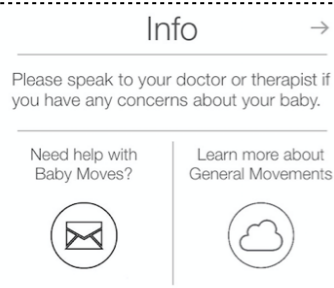 Info
Please speak to your doctor or therapist if
you have any concerns about your baby.
Need help with
Baby Moves?
Learn more about
General Movements